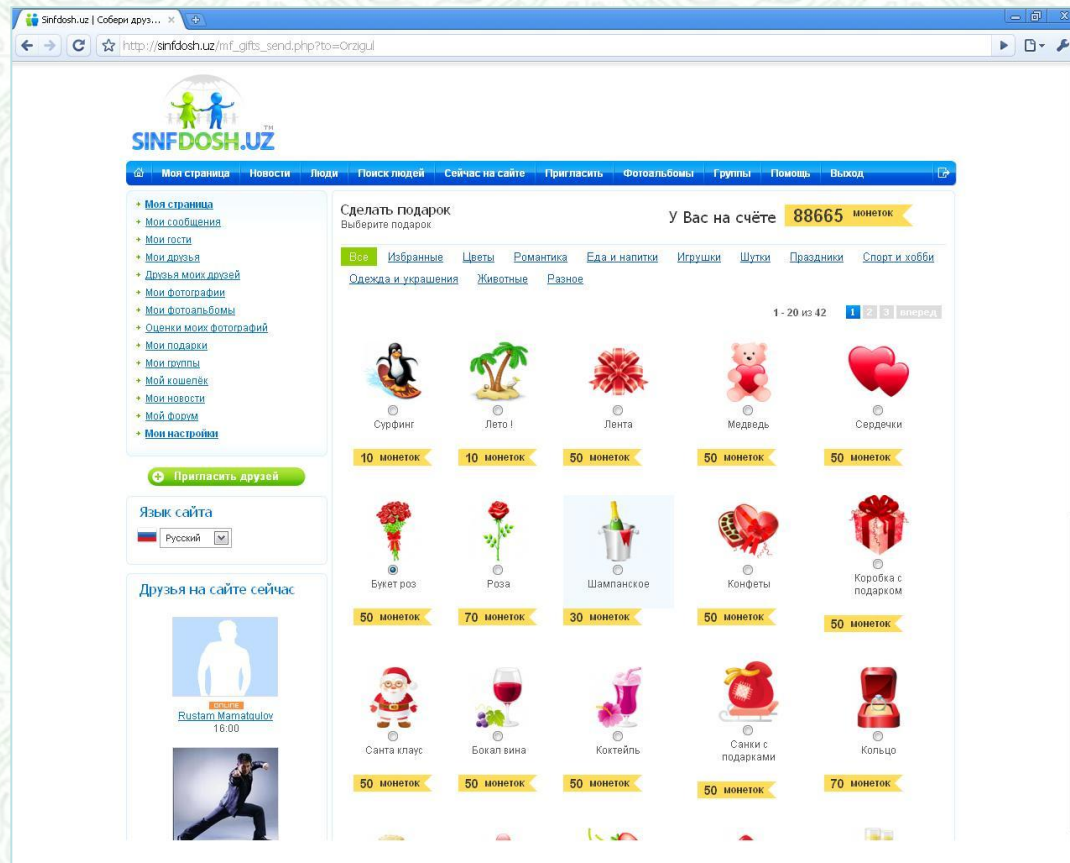 Sinfdosh.uz | Собери друз...
http://sinfdosh.uz/mf_gifts_send.php?to=Orzigul
SINFDOSH.UZ™
Моя страница Новости Люди Поиск людей Сейчас на сайте Пригласить Фотоальбомы Группы Помощь Выход
Моя страница
Мои сообщения
Мои гости
Мои друзья
Друзья моих друзей
Мои фотографии
Мои фотоальбомы
Оценки моих фотографий
Мои подарки
Мои группы
Мой кошелёк
Мои новости
Мой форум
Мои настройки
Пригласить друзей
Язык сайта
Русский
Друзья на сайте сейчас
ONLINE
Rustam Mamatqulov
16:00
Сделать подарок
Выберите подарок
У Вас на счёте 88665 монеток
Все Избранные Цветы Романтика Еда и напитки Игрушки Шутки Праздники Спорт и хобби
Одежда и украшения Животные Разное
1 - 20 из 42 1 2 3 вперед
Сурфинг Лето ! Лента Медведь Сердечки
10 монеток 10 монеток 50 монеток 50 монеток 50 монеток
Букет роз Роза Шампанское Конфеты Коробка с
подарком
50 монеток 70 монеток 30 монеток 50 монеток 50 монеток
Санта клаус Бокал вина Коктейль Санки с
подарками Кольцо
50 монеток 50 монеток 50 монеток 50 монеток 70 монеток